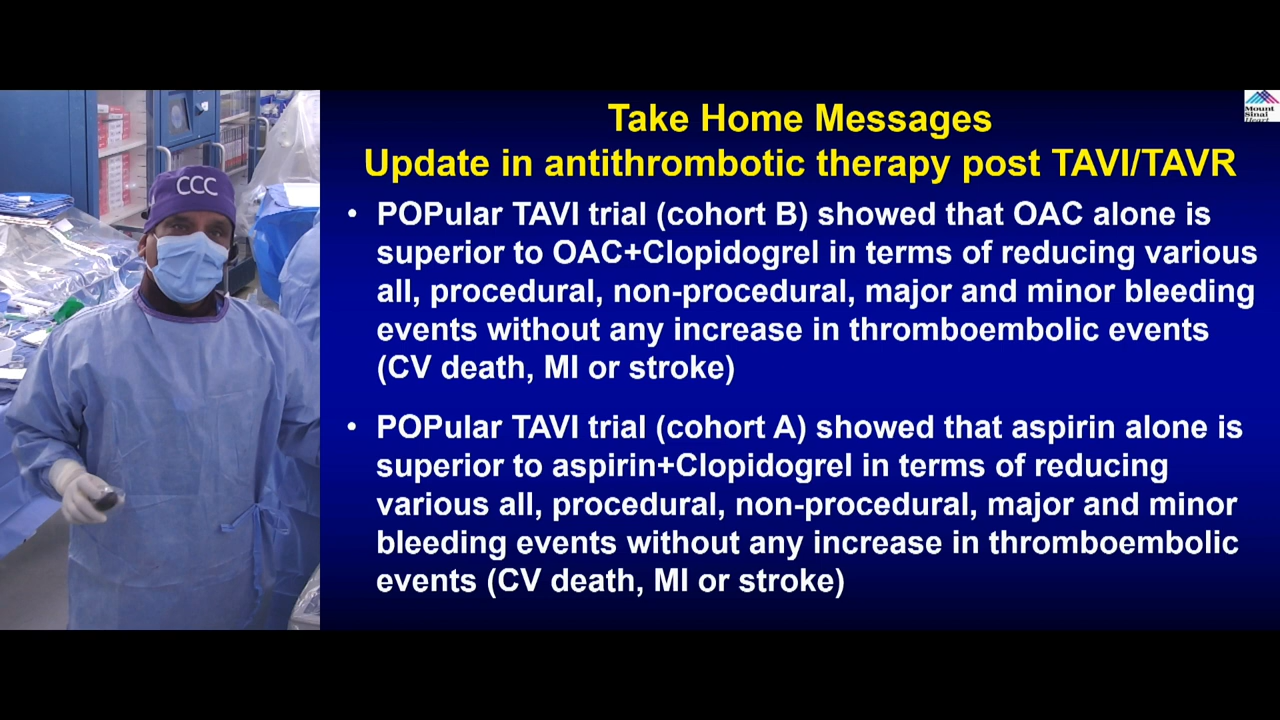 Take Home Messages
Update in antithrombotic therapy post TAVI/TAVR
• POPular TAVI trial (cohort B) showed that OAC alone is
superior to OAC+Clopidogrel in terms of reducing various
all, procedural, non-procedural, major and minor bleeding
events without any increase in thromboembolic events
(CV death, MI or stroke)
• POPular TAVI trial (cohort A) showed that aspirin alone is
superior to aspirin+Clopidogrel in terms of reducing
various all, procedural, non-procedural, major and minor
bleeding events without any increase in thromboembolic
events (CV death, MI or stroke)
Mount
Sinai
Heart
CCC